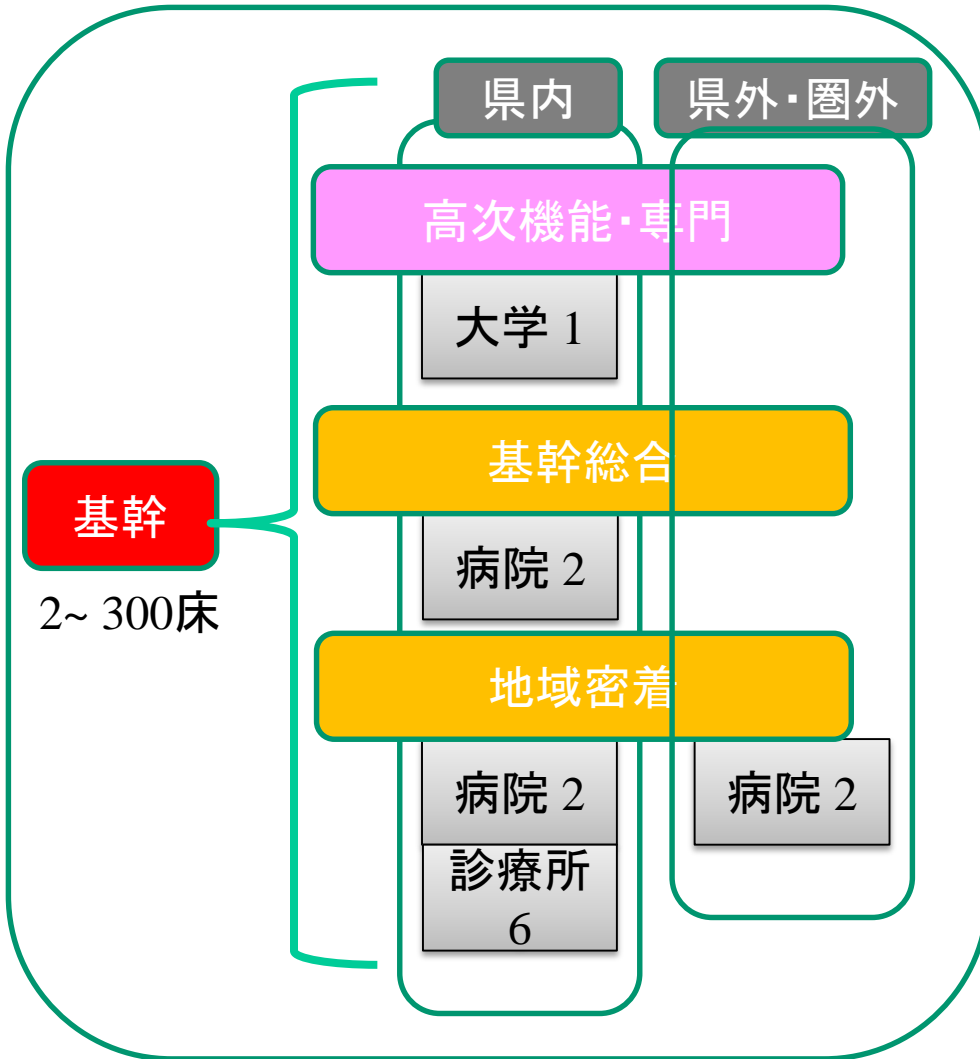 県内
県外・圏外
高次機能・専門
大学 1
基幹総合
基幹
病院 2
2~ 300床
地域密着
病院 2
病院 2
診療所
6